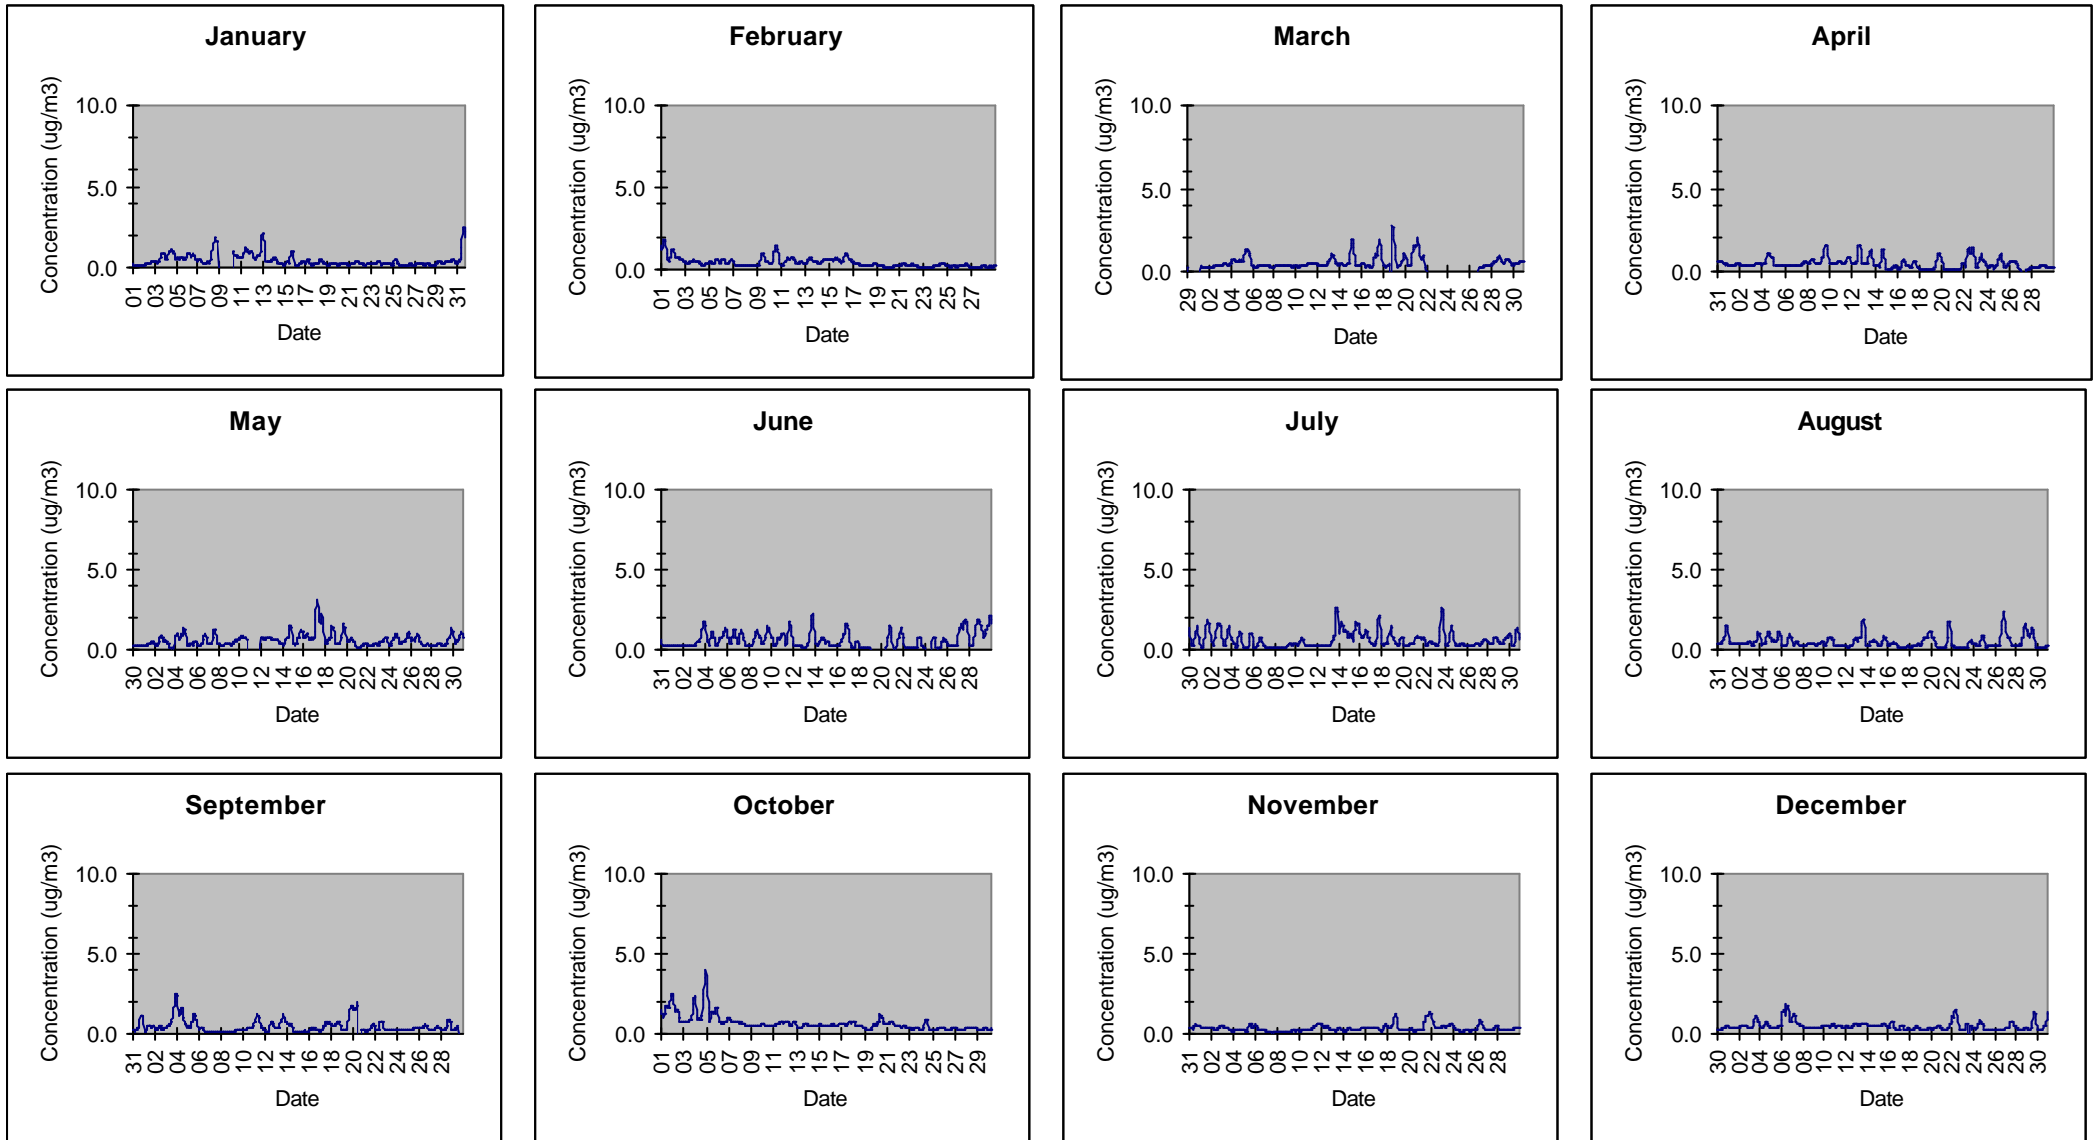 January
Concentration (ug/m3)
10.0
5.0
0.0
01 03 05 07 09 11 13 15 17 19 21 23 25 27 29 31
Date
February
Concentration (ug/m3)
10.0
5.0
0.0
01 03 05 07 09 11 13 15 17 19 21 23 25 27
Date
March
Concentration (ug/m3)
10.0
5.0
0.0
29 02 04 06 08 10 12 14 16 18 20 22 24 26 28 30
Date
April
Concentration (ug/m3)
10.0
5.0
0.0
31 02 04 06 08 10 12 14 16 18 20 22 24 26 28
Date
May
Concentration (ug/m3)
10.0
5.0
0.0
30 02 04 06 08 10 12 14 16 18 20 22 24 26 28 30
Date
June
Concentration (ug/m3)
10.0
5.0
0.0
31 02 04 06 08 10 12 14 16 18 20 22 24 26 28
Date
July
Concentration (ug/m3)
10.0
5.0
0.0
30 02 04 06 08 10 12 14 16 18 20 22 24 26 28 30
Date
August
Concentration (ug/m3)
10.0
5.0
0.0
31 02 04 06 08 10 12 14 16 18 20 22 24 26 28 30
Date
September
Concentration (ug/m3)
10.0
5.0
0.0
31 02 04 06 08 10 12 14 16 18 20 22 24 26 28
Date
October
Concentration (ug/m3)
10.0
5.0
0.0
01 03 05 07 09 11 13 15 17 19 21 23 25 27 29
Date
November
Concentration (ug/m3)
10.0
5.0
0.0
31 02 04 06 08 10 12 14 16 18 20 22 24 26 28
Date
December
Concentration (ug/m3)
10.0
5.0
0.0
30 02 04 06 08 10 12 14 16 18 20 22 24 26 28 30
Date